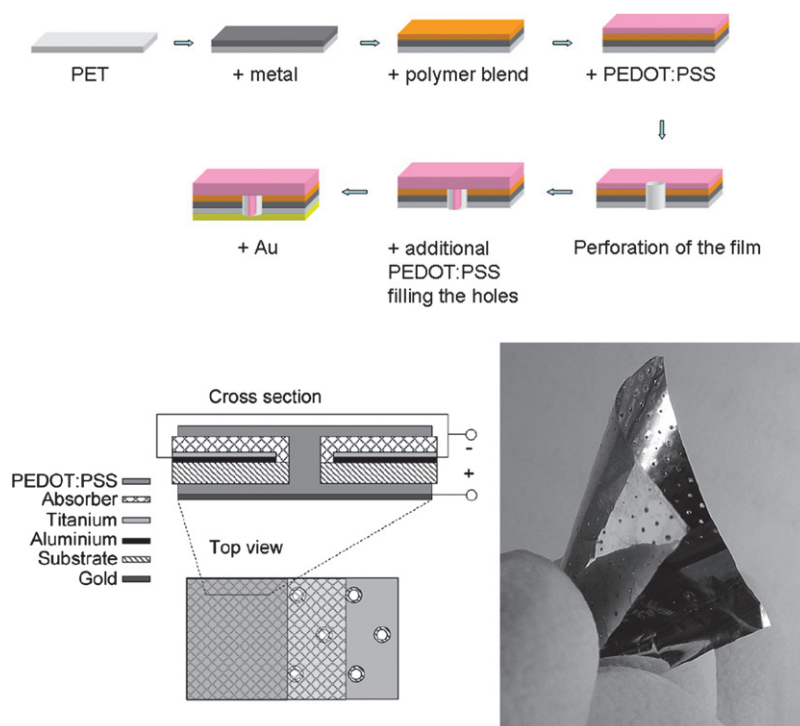 PET
+ metal
+ polymer blend
+ PEDOT:PSS
Perforation of the film
+ additional
PEDOT:PSS
filling the holes
+ Au
Cross section
-
+
PEDOT:PSS
Absorber
Titanium
Aluminium
Substrate
Gold
Top view